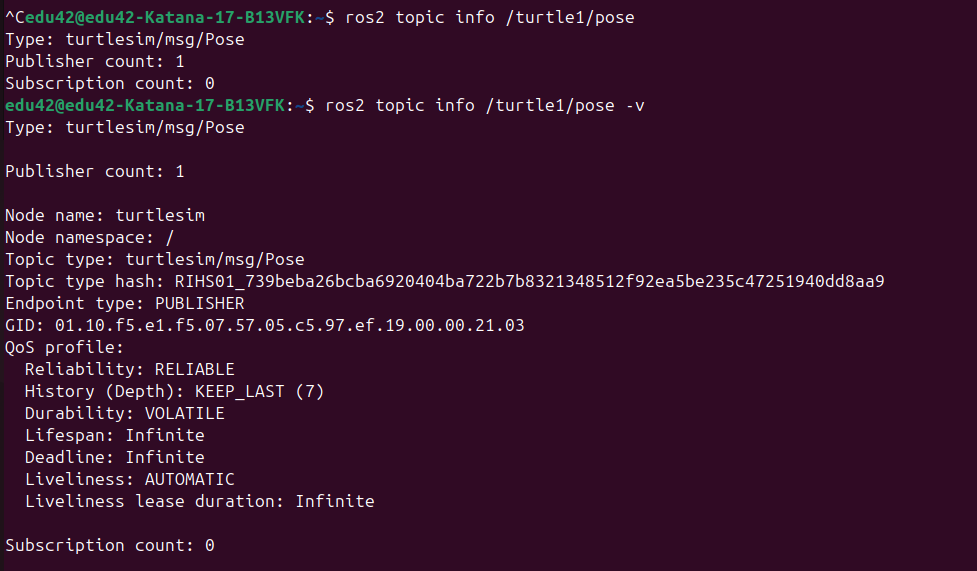 ^Cedu42@edu42-Katana-17-B13VFK:~$ ros2 topic info /turtle1/pose
Type: turtlesim/msg/Pose
Publisher count: 1
Subscription count: 0
edu42@edu42-Katana-17-B13VFK:~$ ros2 topic info /turtle1/pose -v
Type: turtlesim/msg/Pose
Publisher count: 1
Node name: turtlesim
Node namespace: /
Topic type: turtlesim/msg/Pose
Topic type hash: RIHS01_739beba26bcba6920404ba722b7b8321348512f92ea5be235c47251940dd8aa9
Endpoint type: PUBLISHER
GID: 01.10.f5.e1.f5.07.57.05.c5.97.ef.19.00.00.21.03
QoS profile:
  Reliability: RELIABLE
  History (Depth): KEEP_LAST (7)
  Durability: VOLATILE
  Lifespan: Infinite
  Deadline: Infinite
  Liveliness: AUTOMATIC
  Liveliness lease duration: Infinite
Subscription count: 0